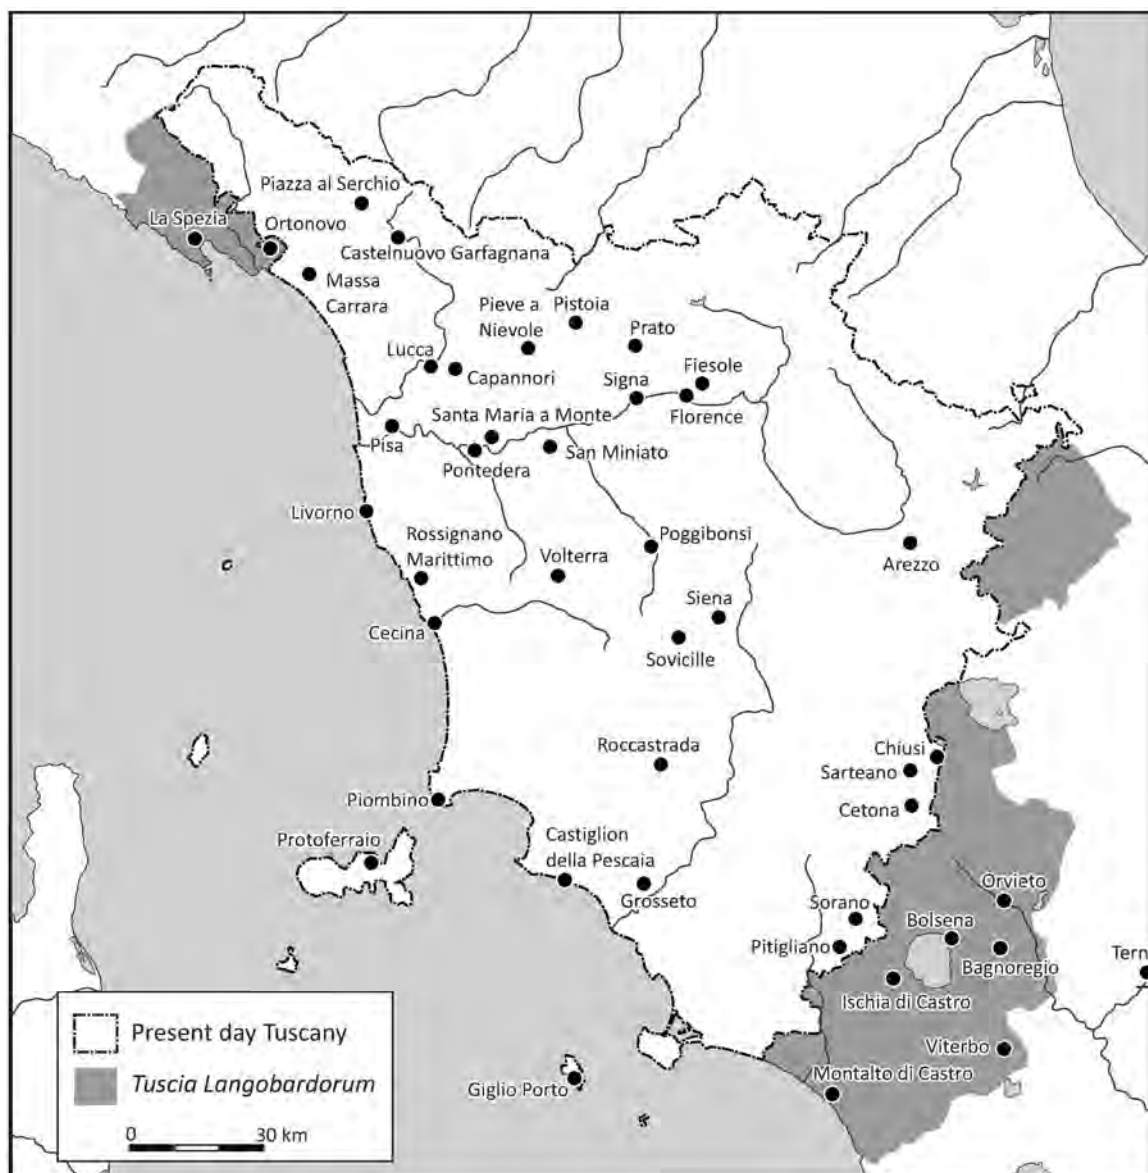 Piazza al Serchio
La Spezia
Ortonovo
Castelnuovo Garfagnana
Massa
Carrara
Pieve a
Nievole
Pistoia
Prato
Lucca
Capannori
Signa
Fiesole
Florence
Santa Maria a Monte
Pisa
Pontedera
San Miniato
Livorno
Rossignano
Marittimo
Volterra
Poggibonsi
Arezzo
Cecina
Siena
Sovicille
Roccastrada
Chiusi
Sarteano
Cetona
Piombino
Protoferraio
Castiglion
della Pescaia
Grosseto
Sorano
Pitigliano
Orvieto
Bolsena
Bagnoregio
Tern
Ischia di Castro
Viterbo
Montalto di Castro
Giglio Porto
Present day Tuscany
Tuscia Langobardorum
0 30 km